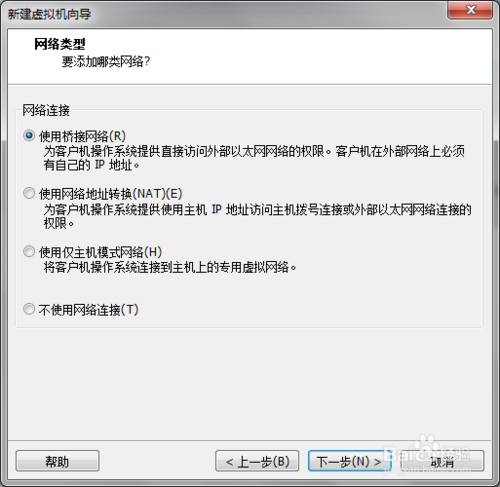 新建虚拟机向导
网络类型
要添加哪类网络?
网络连接
使用桥接网络(R)
为客户机操作系统提供直接访问外部以太网网络的权限。客户机在外部网络上必须
有自己的 IP 地址。
使用网络地址转换(NAT)(E)
为客户机操作系统提供使用主机 IP 地址访问主机拨号连接或外部以太网网络连接的
权限。
使用仅主机模式网络(H)
将客户机操作系统连接到主机上的专用虚拟网络。
不使用网络连接(T)
帮助
< 上一步(B)
下一步(N) >
取消
Baidu经验